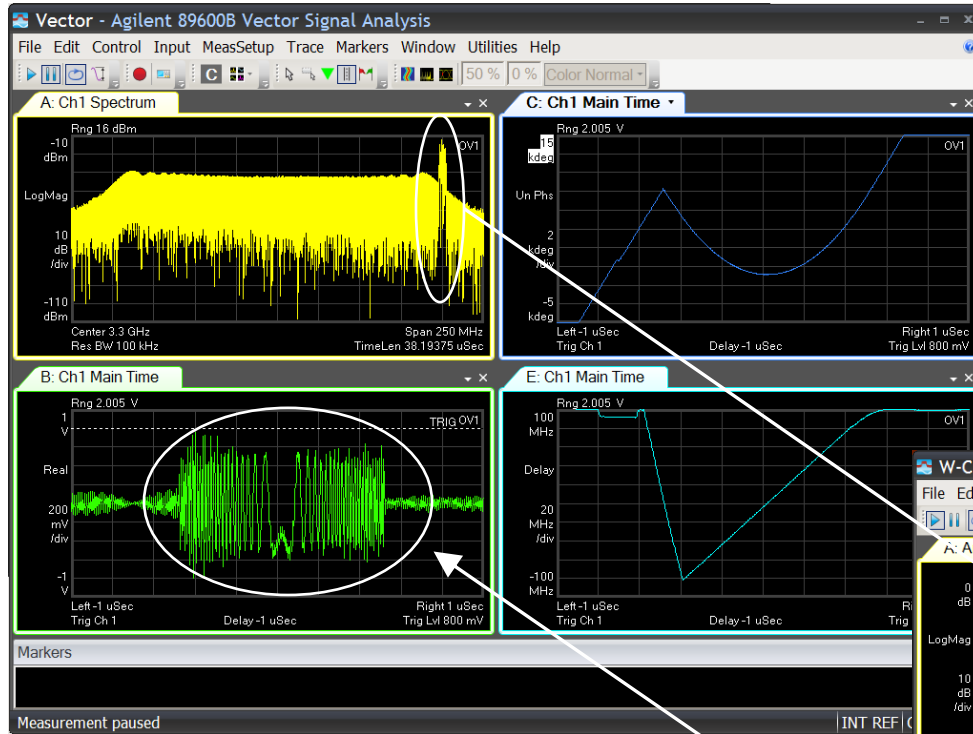 Vector - Agilent 89600B Vector Signal Analysis
File Edit Control Input MeasSetup Trace Markers Window Utilities Help
C 50 % 0 % Color Normal
A: Ch1 Spectrum
Rng 16 dBm
-10
dBm
OV1
LogMag
10
dB
/div
-110
dBm
Center 3.3 GHz
Span 250 MHz
Res BW 100 kHz
TimeLen 38.19375 uSec
C: Ch1 Main Time
Rng 2.005 V
15
kdeg
OV1
Un Phs
2
kdeg
/div
-5
kdeg
Left -1 uSec
Right 1 uSec
Trig Ch 1
Delay -1 uSec
Trig Lvl 800 mV
B: Ch1 Main Time
Rng 2.005 V
1
V
TRIG OV1
Real
200
mV
/div
-1
V
Left -1 uSec
Right 1 uSec
Trig Ch 1
Delay -1 uSec
Trig Lvl 800 mV
E: Ch1 Main Time
Rng 2.005 V
100
MHz
OV1
Delay
20
MHz
/div
-100
MHz
Left -1 uSec
Trig Ch 1
Delay -1 uSec
Trig
W-C
File Ed
A: A
0
dB
LogMag
10
dB
/div
Markers
Measurement paused
INT REF